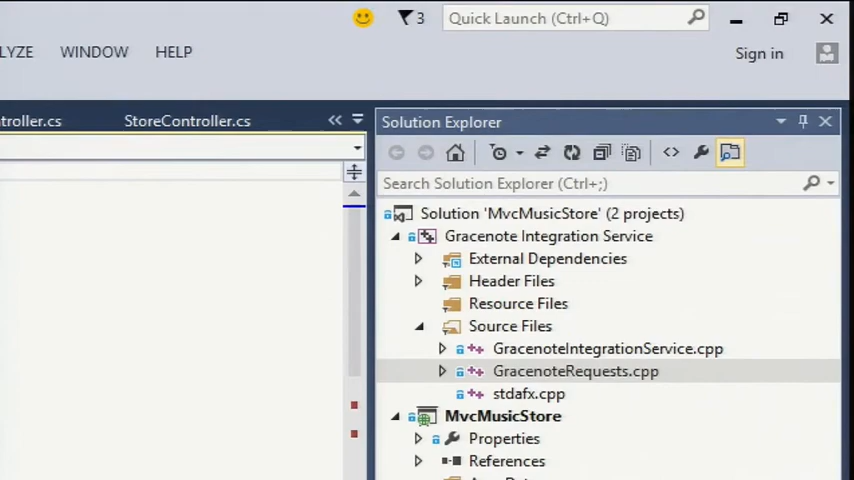 3
Quick Launch (Ctrl+Q)
LYZE WINDOW HELP
Sign in
troller.cs StoreController.cs
Solution Explorer
Search Solution Explorer (Ctrl+;)
Solution 'MvcMusicStore' (2 projects)
Gracenote Integration Service
External Dependencies
Header Files
Resource Files
Source Files
GracenoteIntegrationService.cpp
GracenoteRequests.cpp
stdafx.cpp
MvcMusicStore
Properties
References